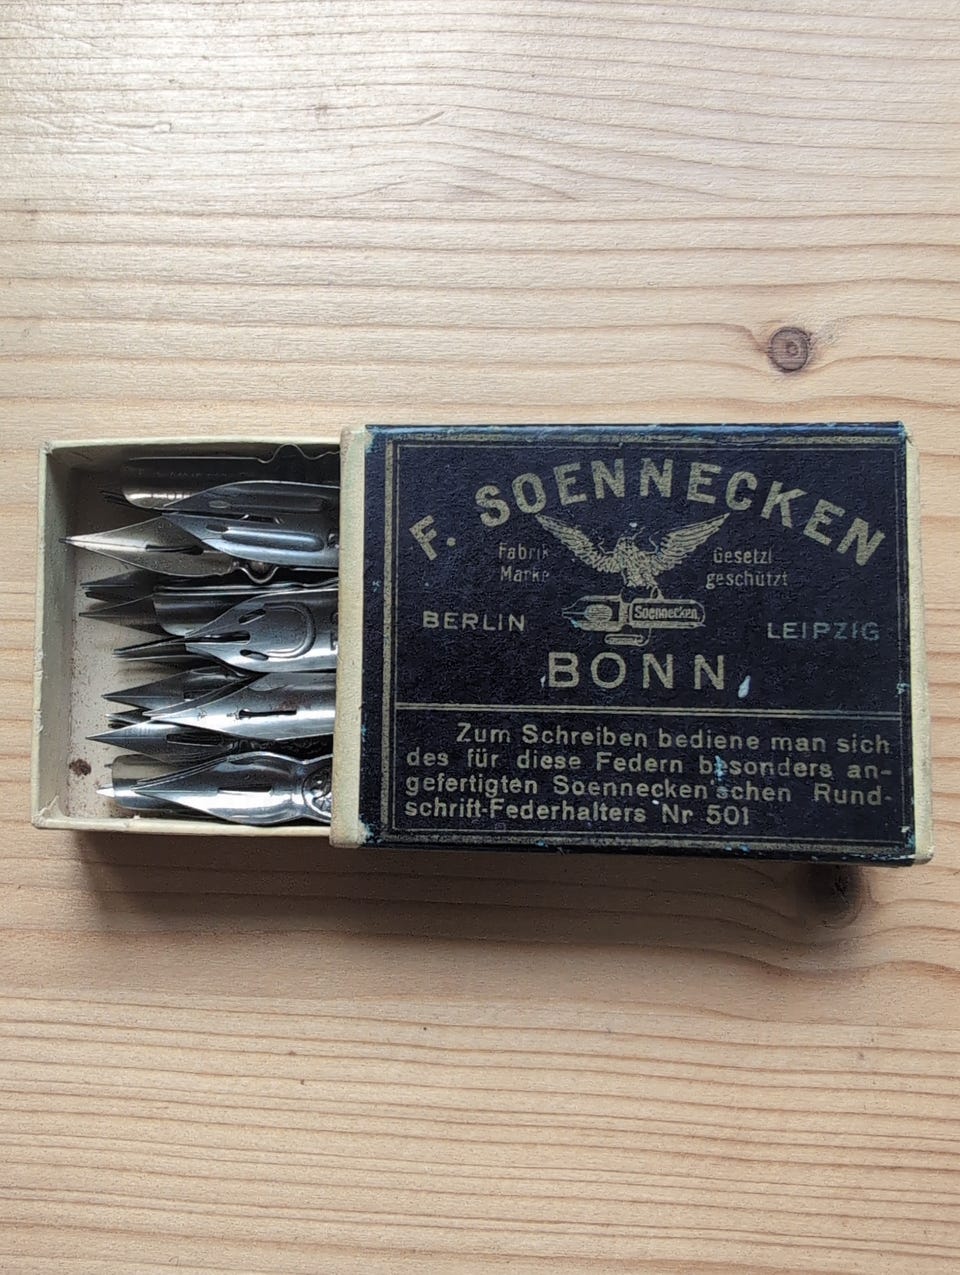 F. SOENNECKEN
Fabrik
Marke
Gesetzl
geschützt
Soennecken
BERLIN
LEIPZIG
BONN
Zum Schreiben bediene man sich
des für diese Federn besonders an-
gefertigten Soennecken'schen Rund-
schrift-Federhalters Nr 501